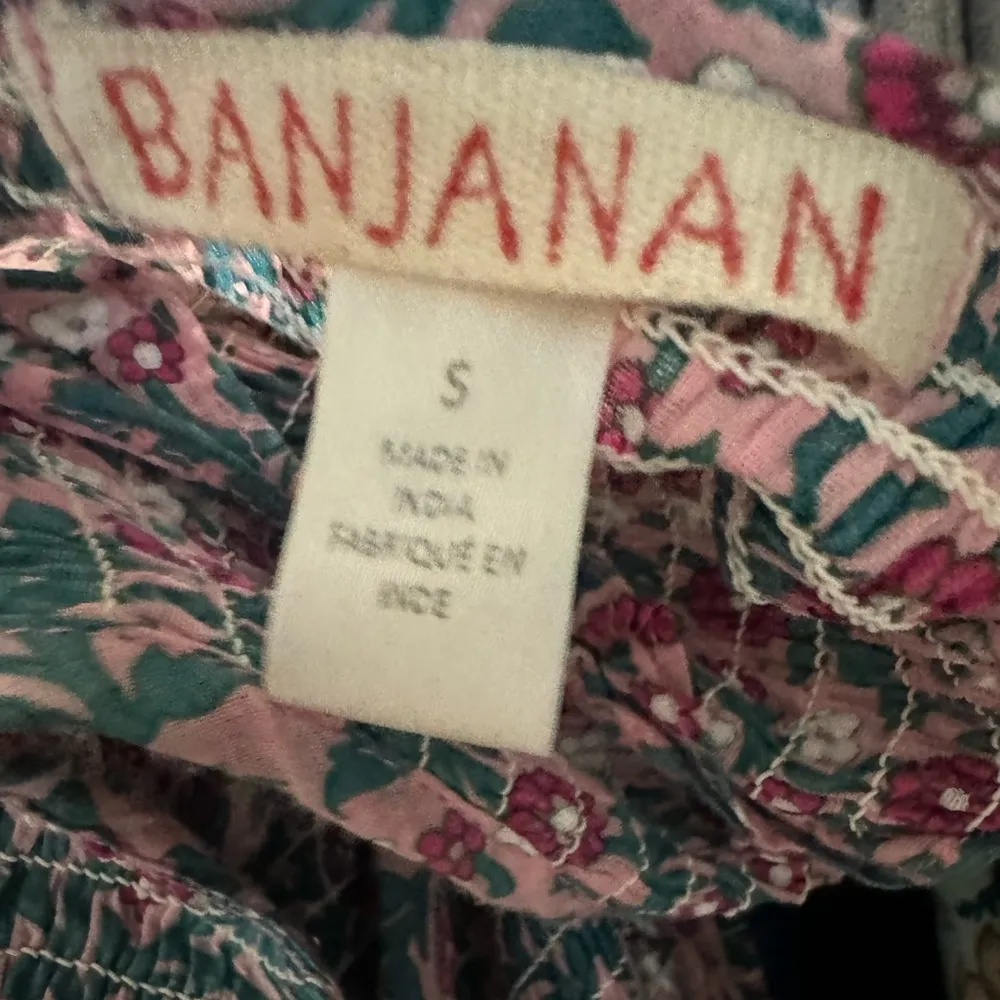 BANJANAN
S
MADE IN
INDIA
FABRIQUÉ EN
INDE